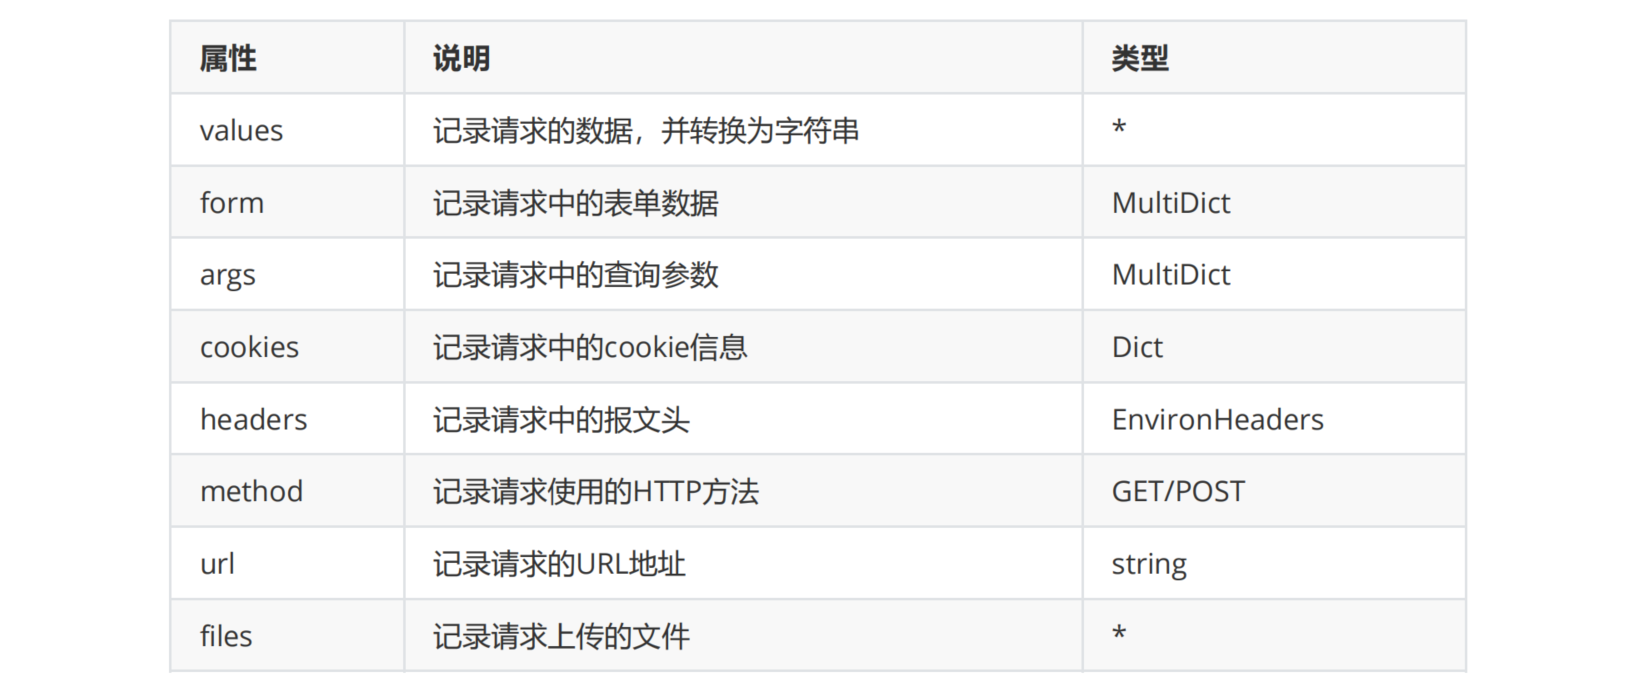 属性 说明 类型
values 记录请求的数据，并转换为字符串 *
form 记录请求中的表单数据 MultiDict
args 记录请求中的查询参数 MultiDict
cookies 记录请求中的cookie信息 Dict
headers 记录请求中的报文头 EnvironHeaders
method 记录请求使用的HTTP方法 GET/POST
url 记录请求的URL地址 string
files 记录请求上传的文件 *